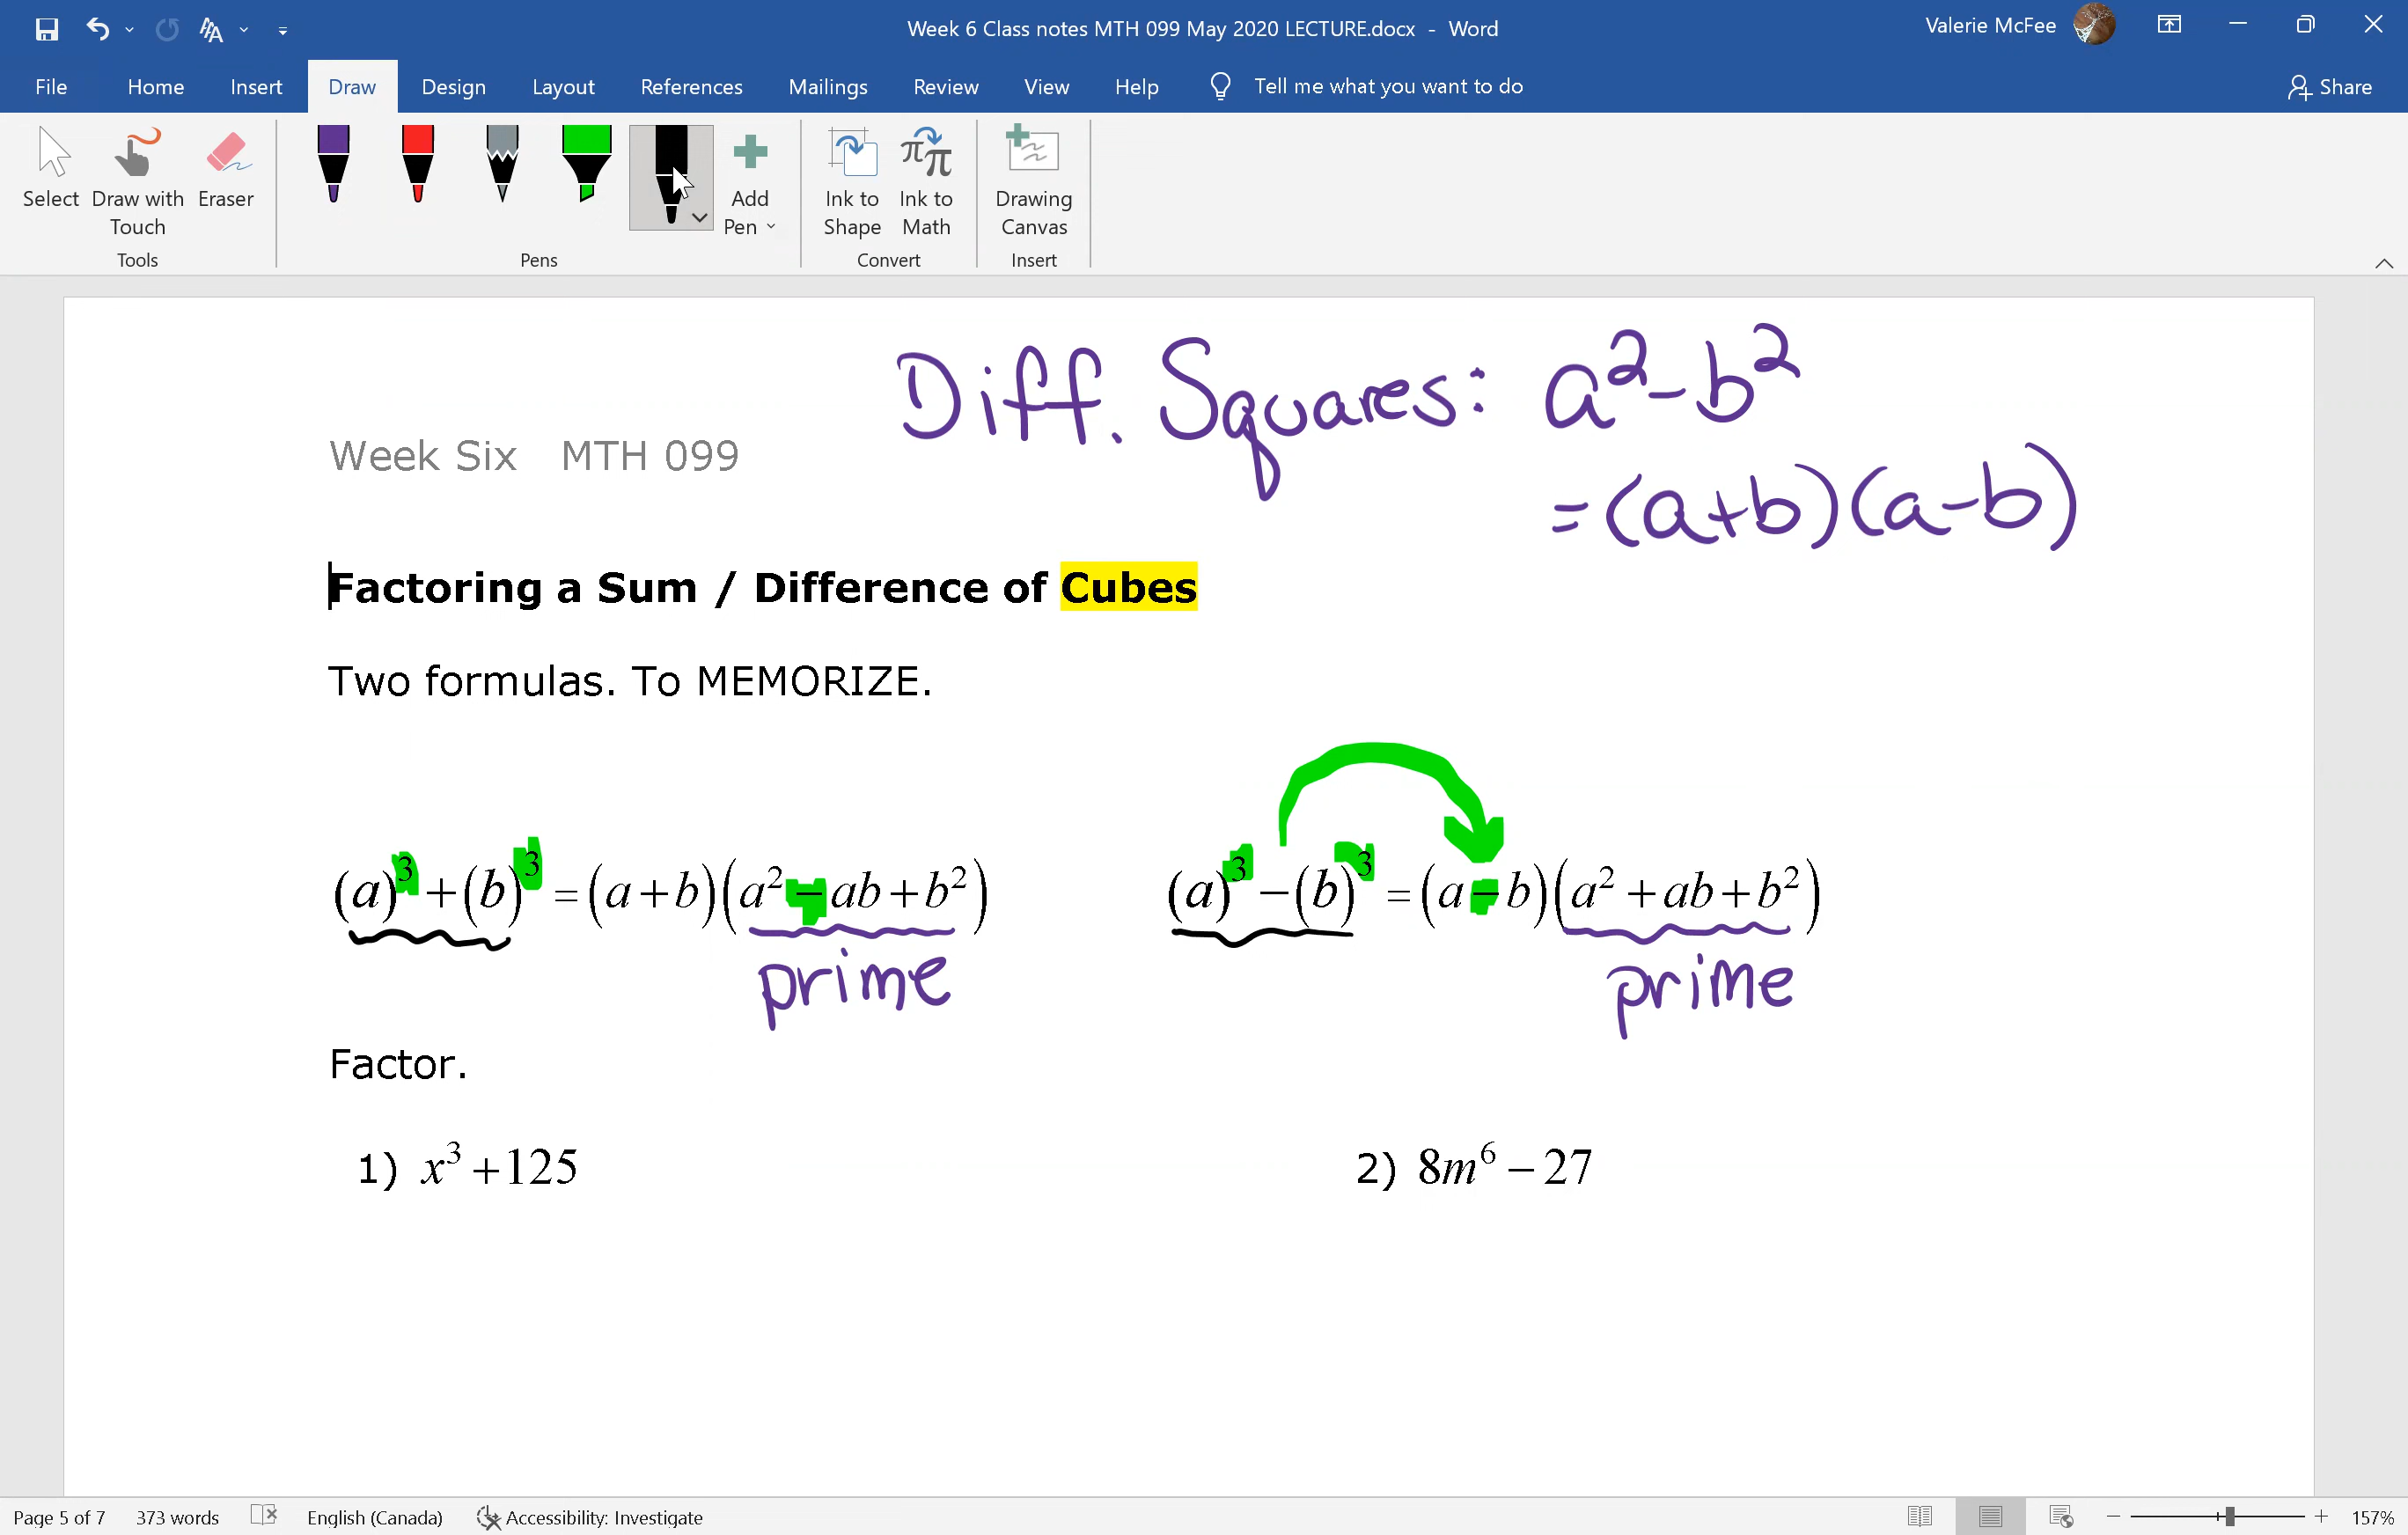 Week 6 Class notes MTH 099 May 2020 LECTURE.docx - Word
Valerie McFee
File Home Insert Draw Design Layout References Mailings Review View Help Tell me what you want to do Share
Select Draw with Touch Eraser Add Pen Ink to Shape Ink to Math Drawing Canvas
Tools Pens Convert Insert
Diff. Squares: a²-b²
=(a+b)(a-b)
Week Six MTH 099
Factoring a Sum / Difference of Cubes
Two formulas. To MEMORIZE.
(a)³+(b)³=(a+b)(a²-ab+b²) (a)³-(b)³=(a-b)(a²+ab+b²)
prime prime
Factor.
1) x³+125 2) 8m⁶-27
Page 5 of 7 373 words English (Canada) Accessibility: Investigate 157%